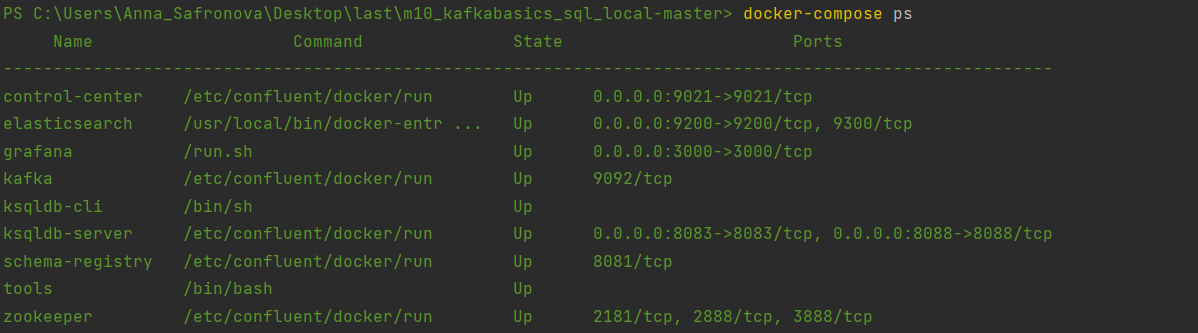 PS C:\Users\Anna_Safronova\Desktop\last\m10_kafkabasics_sql_local-master> docker-compose ps
     Name                    Command               State                       Ports
---------------------------------------------------------------------------------------------------------
control-center    /etc/confluent/docker/run        Up      0.0.0.0:9021->9021/tcp
elasticsearch     /usr/local/bin/docker-entr ...   Up      0.0.0.0:9200->9200/tcp, 9300/tcp
grafana           /run.sh                          Up      0.0.0.0:3000->3000/tcp
kafka             /etc/confluent/docker/run        Up      9092/tcp
ksqldb-cli        /bin/sh                          Up
ksqldb-server     /etc/confluent/docker/run        Up      0.0.0.0:8083->8083/tcp, 0.0.0.0:8088->8088/tcp
schema-registry   /etc/confluent/docker/run        Up      8081/tcp
tools             /bin/bash                        Up
zookeeper         /etc/confluent/docker/run        Up      2181/tcp, 2888/tcp, 3888/tcp